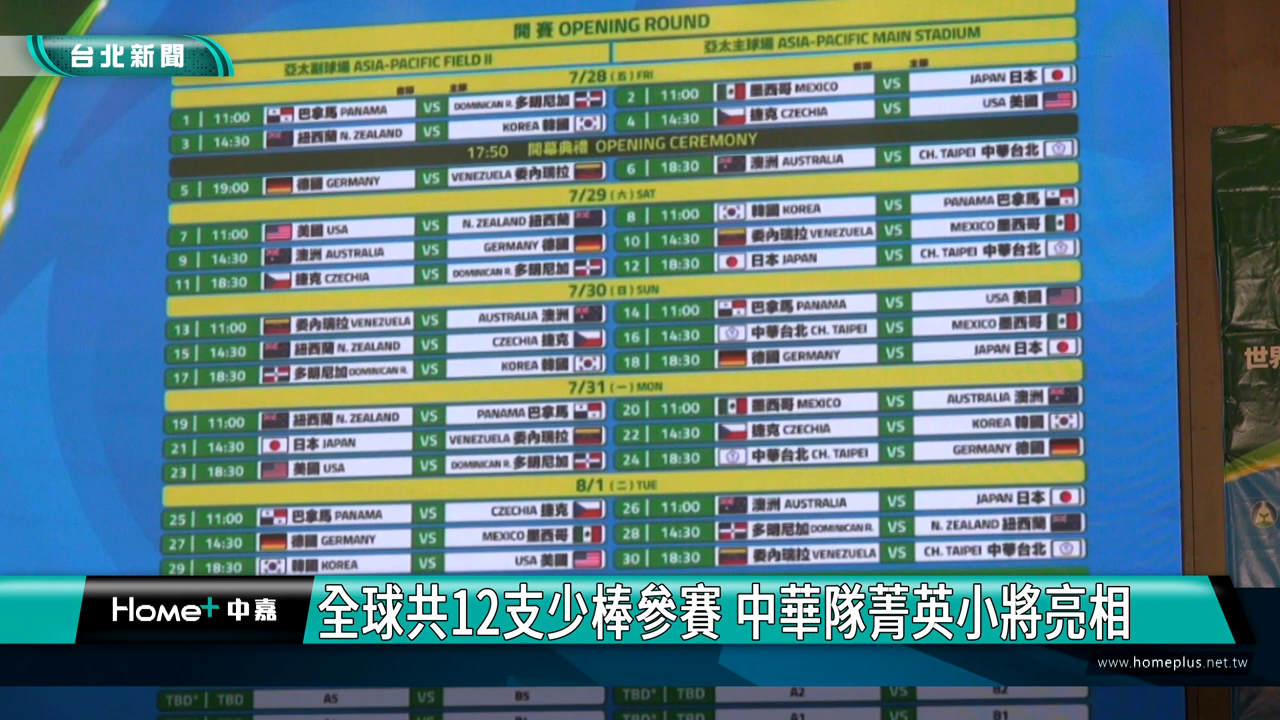 台北新聞
開賽 OPENING ROUND
亞太副球場 ASIA-PACIFIC FIELD II
亞太主球場 ASIA-PACIFIC MAIN STADIUM
7/28 (五) FRI
客隊 主隊
客隊 主隊
1 11:00 巴拿馬 PANAMA VS DOMINICAN R. 多明尼加
2 11:00 墨西哥 MEXICO VS JAPAN 日本
3 14:30 紐西蘭 N. ZEALAND VS KOREA 韓國
4 14:30 捷克 CZECHIA VS USA 美國
17:50 開幕典禮 OPENING CEREMONY
5 19:00 德國 GERMANY VS VENEZUELA 委內瑞拉
6 18:30 澳洲 AUSTRALIA VS CH. TAIPEI 中華台北
7/29 (六) SAT
7 11:00 美國 USA VS N. ZEALAND 紐西蘭
8 11:00 韓國 KOREA VS PANAMA 巴拿馬
9 14:30 澳洲 AUSTRALIA VS GERMANY 德國
10 14:30 委內瑞拉 VENEZUELA VS MEXICO 墨西哥
11 18:30 捷克 CZECHIA VS DOMINICAN R. 多明尼加
12 18:30 日本 JAPAN VS CH. TAIPEI 中華台北
7/30 (日) SUN
13 11:00 委內瑞拉 VENEZUELA VS AUSTRALIA 澳洲
14 11:00 巴拿馬 PANAMA VS USA 美國
15 14:30 紐西蘭 N. ZEALAND VS CZECHIA 捷克
16 14:30 中華台北 CH. TAIPEI VS MEXICO 墨西哥
17 18:30 多明尼加 DOMINICAN R. VS KOREA 韓國
18 18:30 德國 GERMANY VS JAPAN 日本
7/31 (一) MON
19 11:00 紐西蘭 N. ZEALAND VS PANAMA 巴拿馬
20 11:00 墨西哥 MEXICO VS AUSTRALIA 澳洲
21 14:30 日本 JAPAN VS VENEZUELA 委內瑞拉
22 14:30 捷克 CZECHIA VS KOREA 韓國
23 18:30 美國 USA VS DOMINICAN R. 多明尼加
24 18:30 中華台北 CH. TAIPEI VS GERMANY 德國
8/1 (二) TUE
25 11:00 巴拿馬 PANAMA VS CZECHIA 捷克
26 11:00 澳洲 AUSTRALIA VS JAPAN 日本
27 14:30 德國 GERMANY VS MEXICO 墨西哥
28 14:30 多明尼加 DOMINICAN R. VS N. ZEALAND 紐西蘭
29 18:30 韓國 KOREA VS USA 美國
30 18:30 委內瑞拉 VENEZUELA VS CH. TAIPEI 中華台北
世界
Home+ 中嘉
全球共12支少棒參賽 中華隊菁英小將亮相
www.homeplus.net.tw
TBD* TBD A5 VS B5
TBD* TBD A2 VS B2
A1 B1